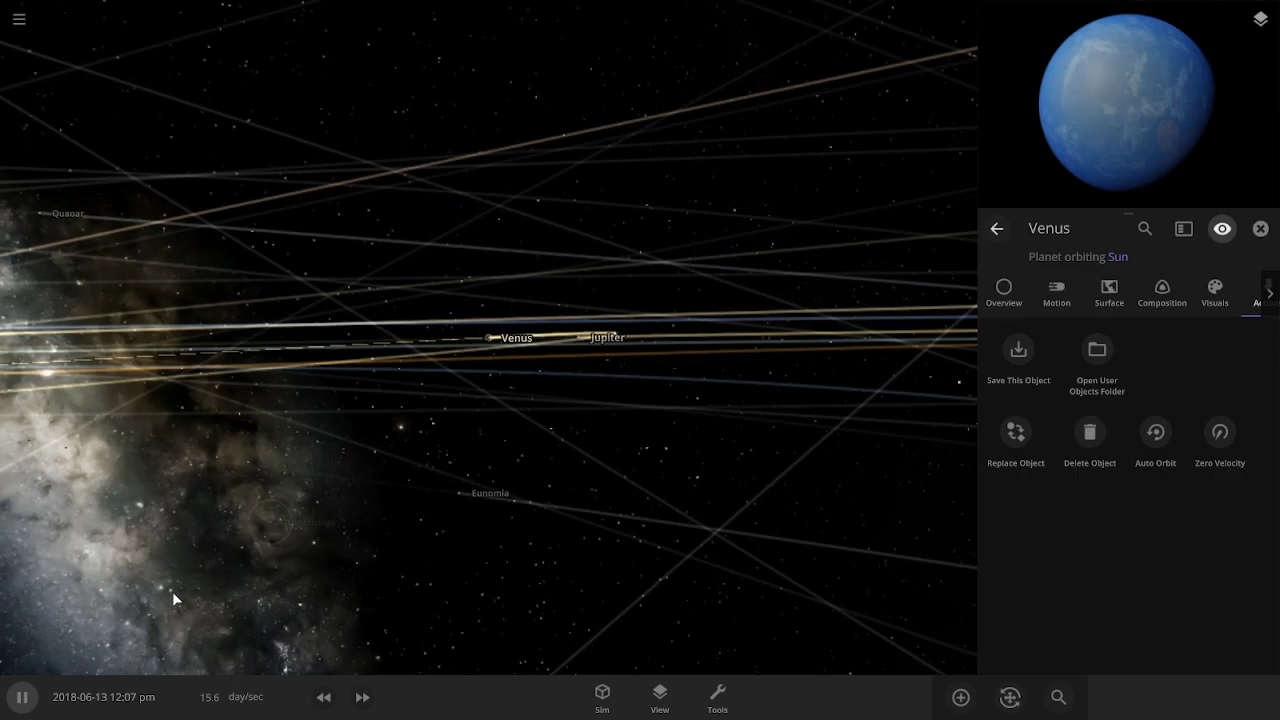 Quaoar
Venus
Jupiter
Eunomia
Venus
Planet orbiting Sun
Overview
Motion
Surface
Composition
Visuals
Save This Object
Open User
Objects Folder
Replace Object
Delete Object
Auto Orbit
Zero Velocity
2018-06-13 12:07 pm
15.6 day/sec
Sim
View
Tools